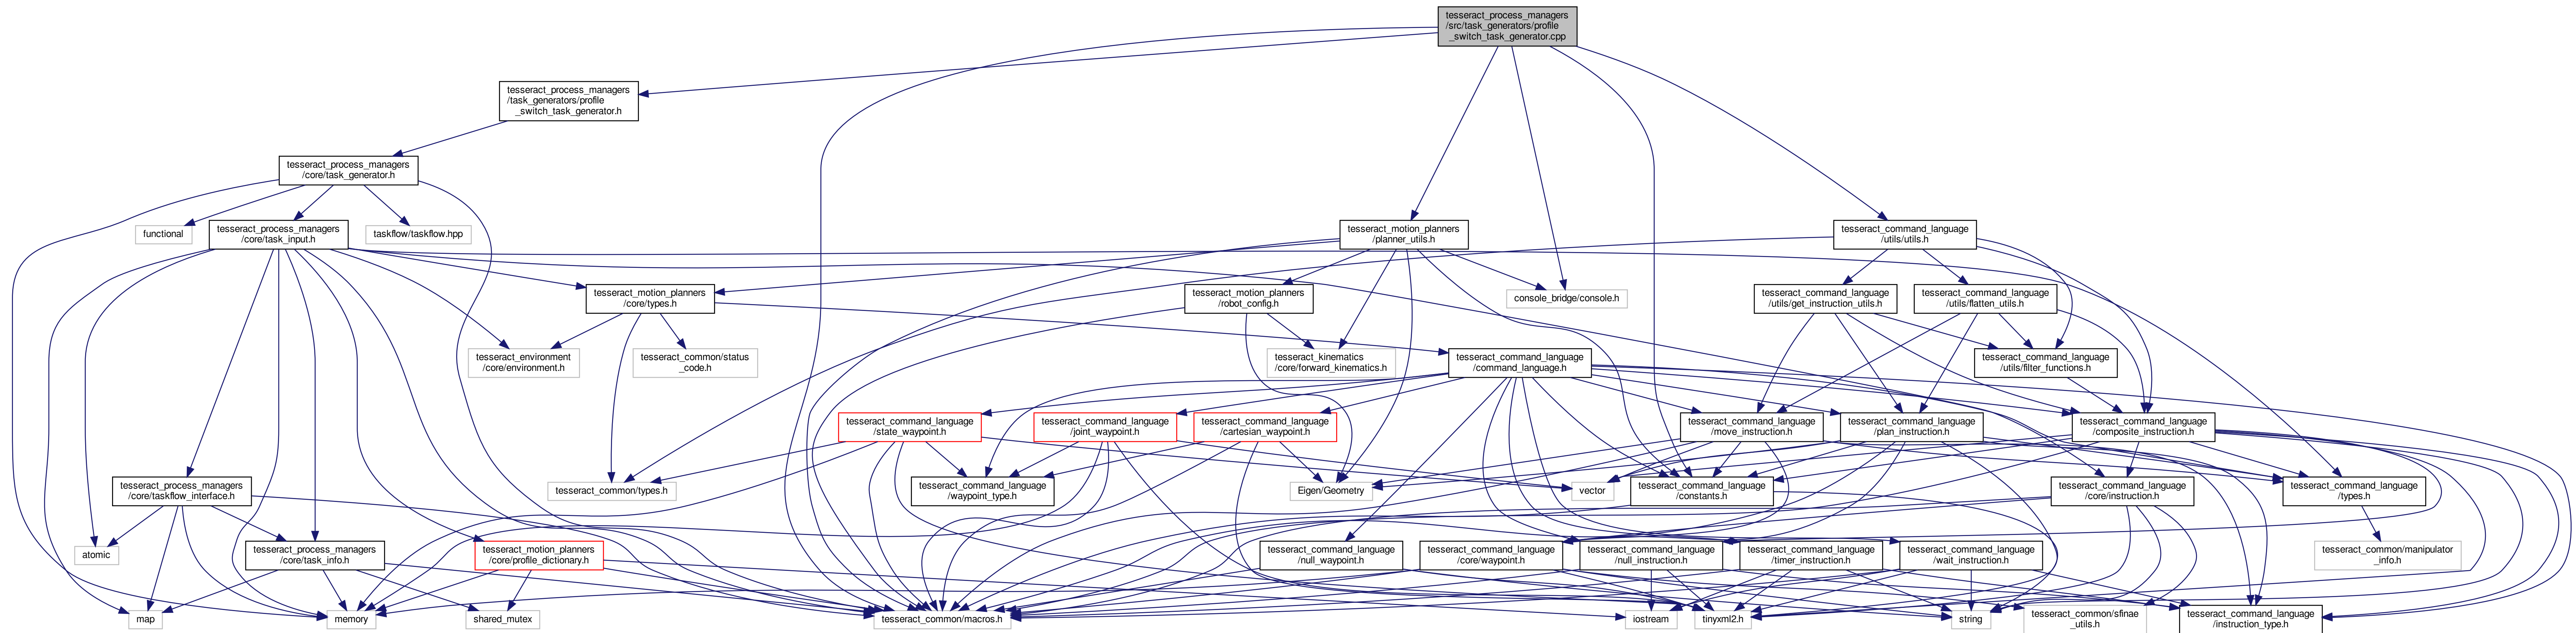 tesseract_process_managers
/src/task_generators/profile
_switch_task_generator.cpp
tesseract_process_managers
/task_generators/profile
_switch_task_generator.h
tesseract_process_managers
/core/task_generator.h
functional
tesseract_process_managers
/core/task_input.h
taskflow/taskflow.hpp
tesseract_motion_planners
/planner_utils.h
tesseract_command_language
/utils/utils.h
tesseract_motion_planners
/core/types.h
tesseract_motion_planners
/robot_config.h
console_bridge/console.h
tesseract_command_language
/utils/get_instruction_utils.h
tesseract_command_language
/utils/flatten_utils.h
tesseract_environment
/core/environment.h
tesseract_common/status
_code.h
tesseract_kinematics
/core/forward_kinematics.h
tesseract_command_language
/command_language.h
tesseract_command_language
/utils/filter_functions.h
tesseract_command_language
/state_waypoint.h
tesseract_command_language
/joint_waypoint.h
tesseract_command_language
/cartesian_waypoint.h
tesseract_command_language
/move_instruction.h
tesseract_command_language
/plan_instruction.h
tesseract_command_language
/composite_instruction.h
tesseract_process_managers
/core/taskflow_interface.h
tesseract_common/types.h
tesseract_command_language
/waypoint_type.h
Eigen/Geometry
vector
tesseract_command_language
/constants.h
tesseract_command_language
/core/instruction.h
tesseract_command_language
/types.h
atomic
tesseract_process_managers
/core/task_info.h
tesseract_motion_planners
/core/profile_dictionary.h
tesseract_command_language
/null_waypoint.h
tesseract_command_language
/core/waypoint.h
tesseract_command_language
/null_instruction.h
tesseract_command_language
/timer_instruction.h
tesseract_command_language
/wait_instruction.h
tesseract_common/manipulator
_info.h
map
memory
shared_mutex
tesseract_common/macros.h
iostream
tinyxml2.h
string
tesseract_common/sfinae
_utils.h
tesseract_command_language
/instruction_type.h